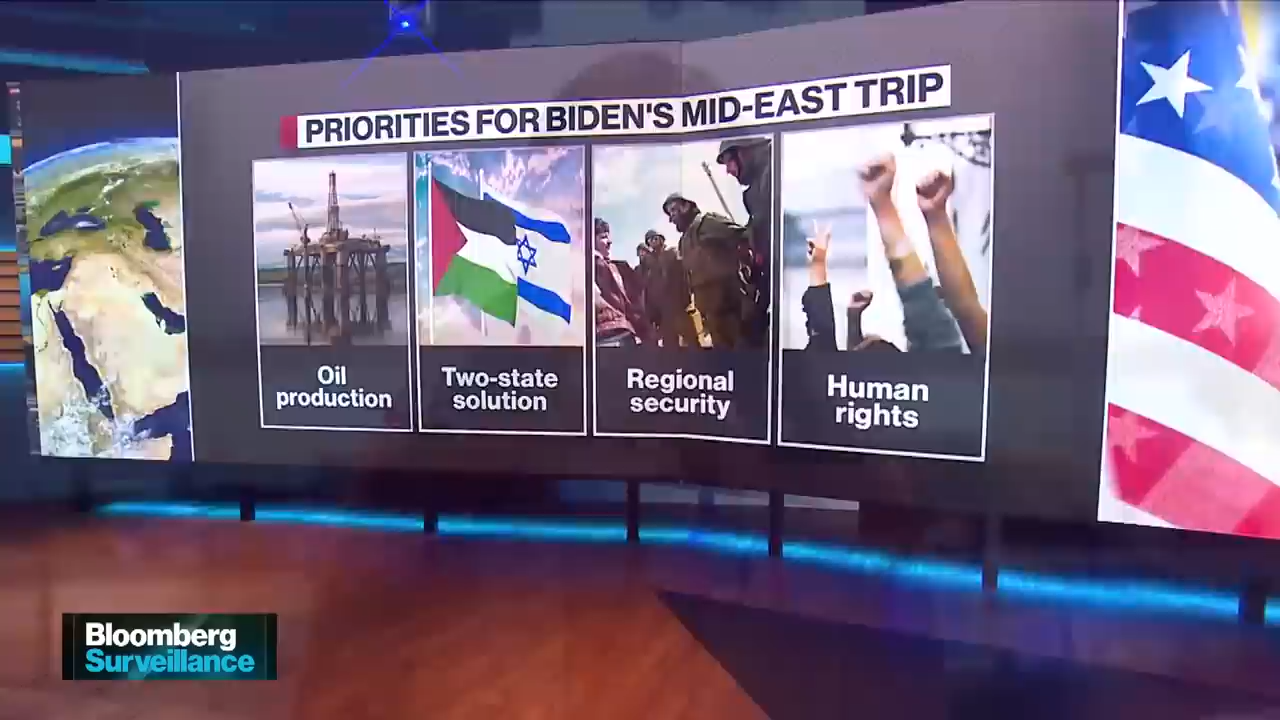 PRIORITIES FOR BIDEN'S MID-EAST TRIP
Oil
production
Two-state
solution
Regional
security
Human
rights
Bloomberg
Surveillance